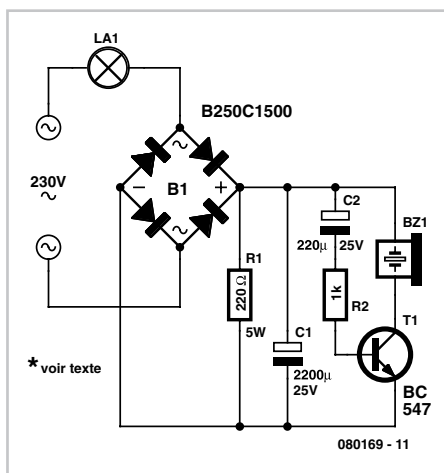 LA1
B250C1500
230V
~
~
~
~
~
− B1 +
C2
220µ 25V
BZ1
R1
220Ω
5W
1k
R2
C1
2200µ
25V
T1
BC
547
* voir texte
080169 - 11